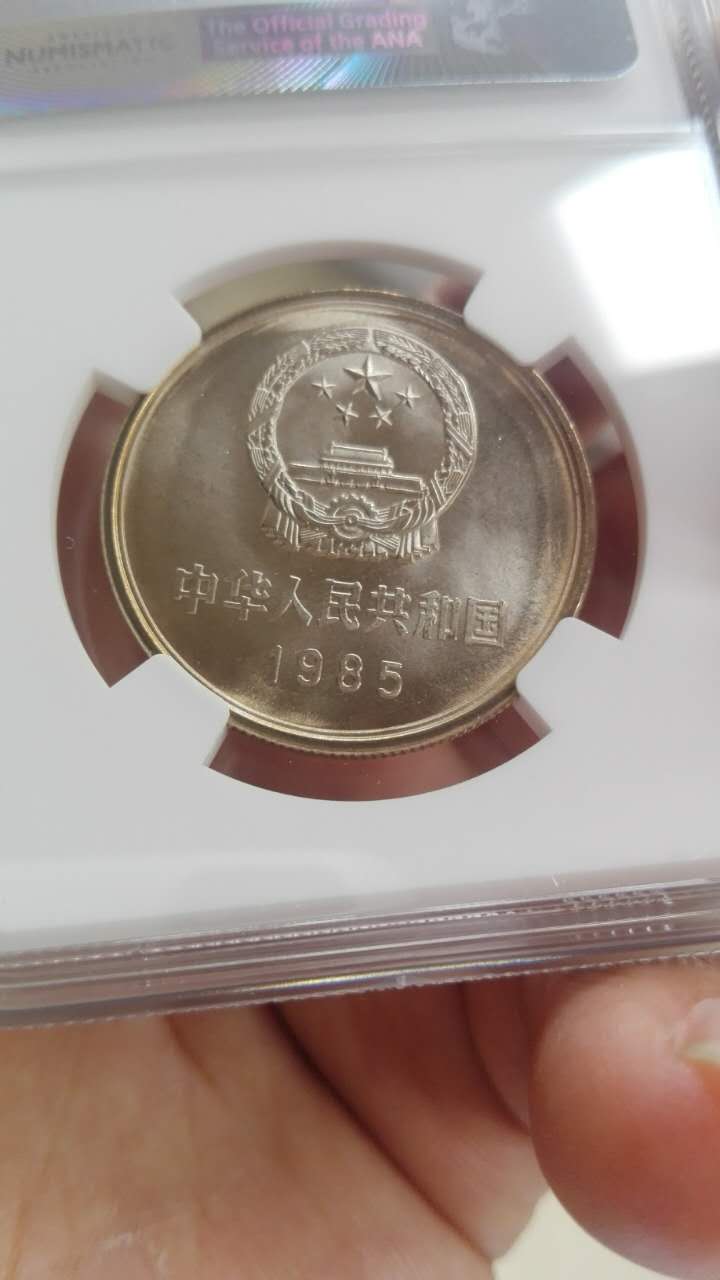 NUMISMATIC
The Official Grading
Service of the ANA
中华人民共和国
1985